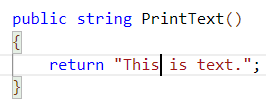 public string PrintText()
{
    return "This is text.";
}